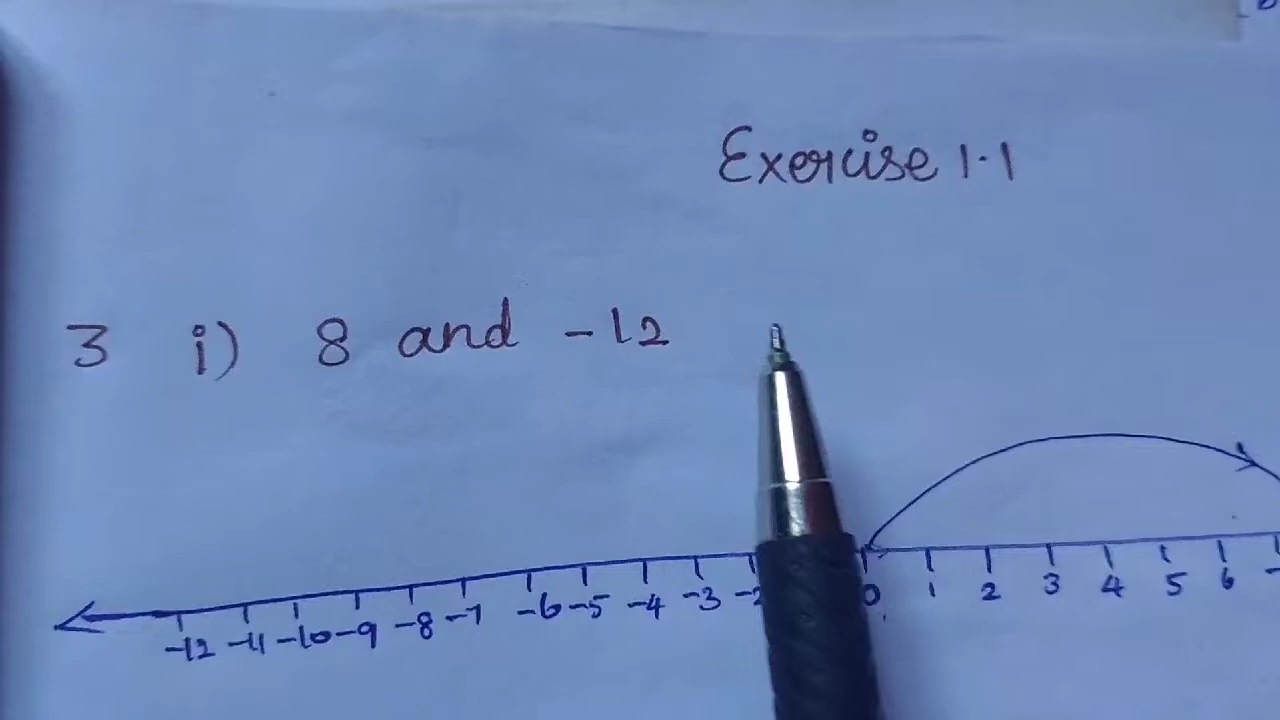 Exercise 1.1
3 i) 8 and -12
-12 -11 -10 -9 -8 -7 -6 -5 -4 -3 0 1 2 3 4 5 6